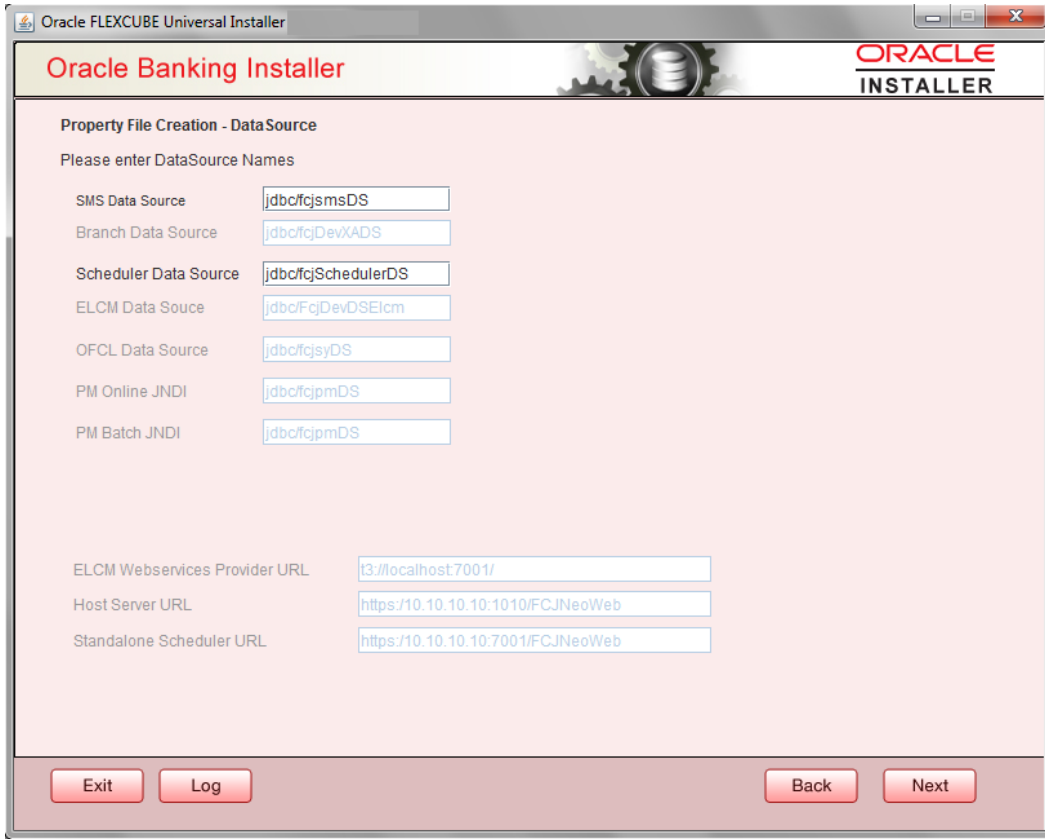 Oracle FLEXCUBE Universal Installer
Oracle Banking Installer
ORACLE
INSTALLER
Property File Creation - DataSource
Please enter DataSource Names
SMS Data Source jdbc/fcjsmsDS
Branch Data Source jdbc/fcjDevXADS
Scheduler Data Source jdbc/fcjSchedulerDS
ELCM Data Souce jdbc/FcjDevDSElcm
OFCL Data Source jdbc/fcjsyDS
PM Online JNDI jdbc/fcjpmDS
PM Batch JNDI jdbc/fcjpmDS
ELCM Webservices Provider URL t3://localhost:7001/
Host Server URL https:/10.10.10.10:1010/FCJNeoWeb
Standalone Scheduler URL https:/10.10.10.10:7001/FCJNeoWeb
Exit Log Back Next